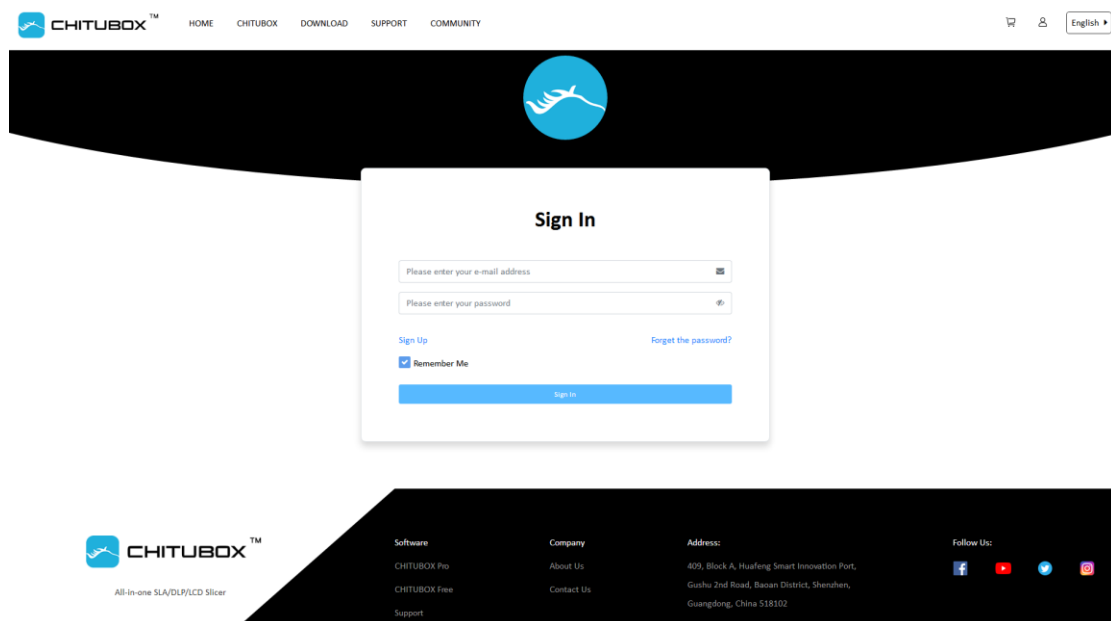 CHITUBOX™ HOME CHITUBOX DOWNLOAD SUPPORT COMMUNITY English
Sign In
Please enter your e-mail address
Please enter your password
Sign Up Forget the password?
Remember Me
Sign In
CHITUBOX™
All-in-one SLA/DLP/LCD Slicer
Software
CHITUBOX Pro
CHITUBOX Free
Support
Company
About Us
Contact Us
Address:
409, Block A, Huafeng Smart Innovation Port,
Gushu 2nd Road, Baoan District, Shenzhen,
Guangdong, China 518102
Follow Us: